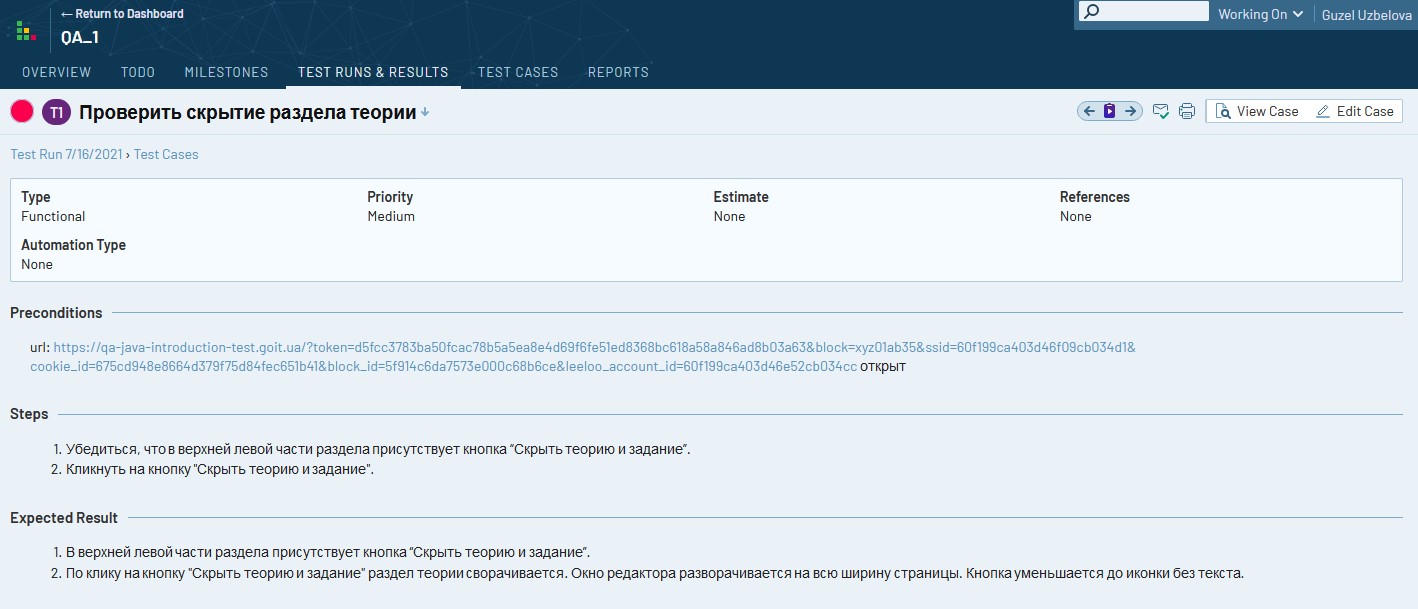 ← Return to Dashboard
QA_1
Working On
Guzel Uzbelova
OVERVIEW TODO MILESTONES TEST RUNS & RESULTS TEST CASES REPORTS
T1 Проверить скрытие раздела теории
View Case Edit Case
Test Run 7/16/2021 › Test Cases
Type Priority Estimate References
Functional Medium None None
Automation Type
None
Preconditions
url: https://qa-java-introduction-test.goit.ua/?token=d5fcc3783ba50fcac78b5a5ea8e4d69f6fe51ed8368bc618a58a846ad8b03a63&block=xyz01ab35&ssid=60f199ca403d46f09cb034d1&
cookie_id=675cd948e8664d379f75d84fec651b41&block_id=5f914c6da7573e000c68b6ce&leeloo_account_id=60f199ca403d46e52cb034cc открыт
Steps
1. Убедиться, что в верхней левой части раздела присутствует кнопка “Скрыть теорию и задание”.
2. Кликнуть на кнопку "Скрыть теорию и задание".
Expected Result
1. В верхней левой части раздела присутствует кнопка “Скрыть теорию и задание”.
2. По клику на кнопку "Скрыть теорию и задание" раздел теории сворачивается. Окно редактора разворачивается на всю ширину страницы. Кнопка уменьшается до иконки без текста.